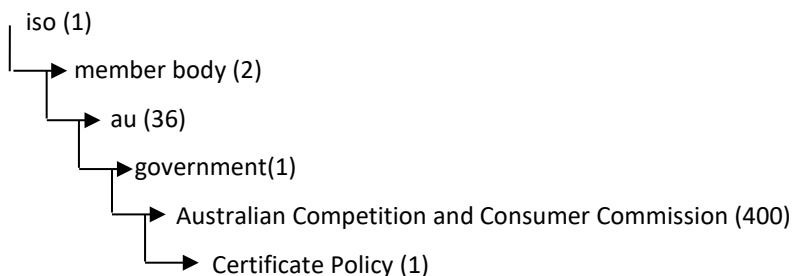 iso (1)
member body (2)
au (36)
government(1)
Australian Competition and Consumer Commission (400)
Certificate Policy (1)